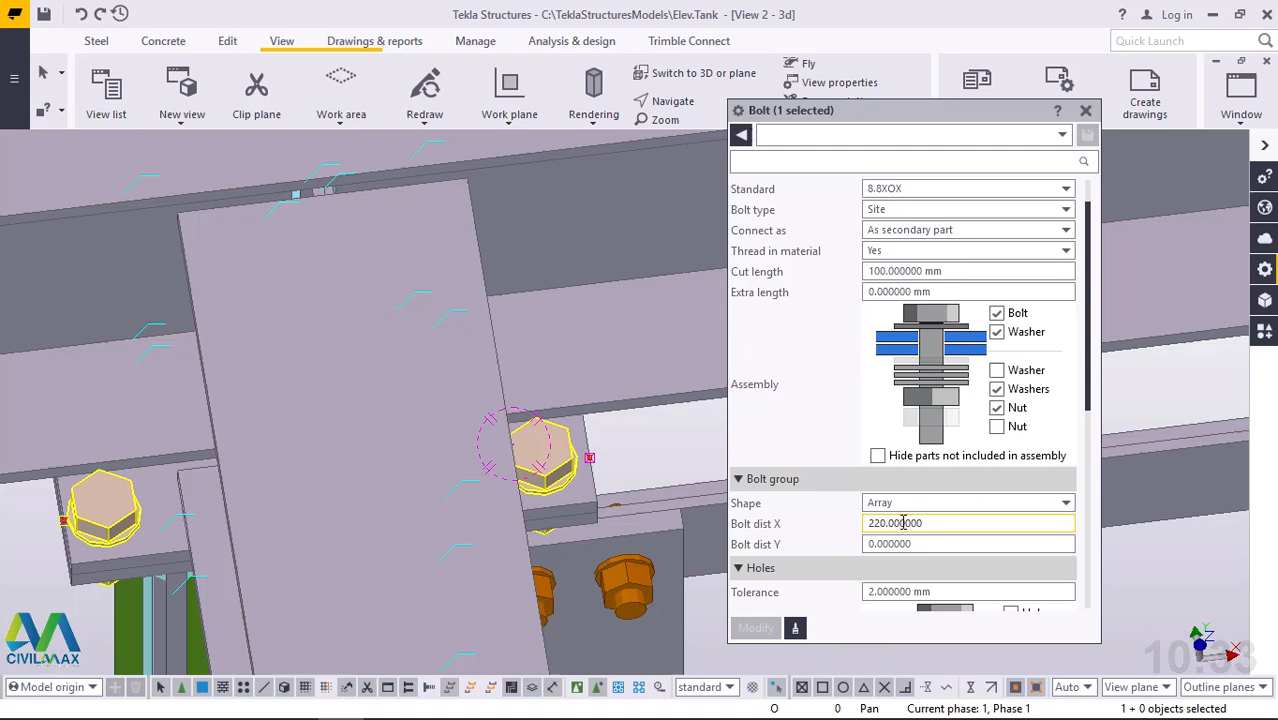 Tekla Structures - C:\TeklaStructuresModels\Elev.Tank - [View 2 - 3d]
Log in
Steel
Concrete
Edit
View
Drawings & reports
Manage
Analysis & design
Trimble Connect
Quick Launch
View list
New view
Clip plane
Work area
Redraw
Switch to 3D or plane
Navigate
Zoom
Work plane
Rendering
Fly
View properties
Create
drawings
Window
Bolt (1 selected)
Standard
8.8XOX
Bolt type
Site
Connect as
As secondary part
Thread in material
Yes
Cut length
100.000000 mm
Extra length
0.000000 mm
Assembly
Bolt
Washer
Washer
Washers
Nut
Nut
Hide parts not included in assembly
Bolt group
Shape
Array
Bolt dist X
220.000000
Bolt dist Y
0.000000
Holes
Tolerance
2.000000 mm
Modify
CIVILMAX
10:33
Model origin
standard
Auto
View plane
Outline planes
O
0
Pan
Current phase: 1, Phase 1
1 + 0 objects selected